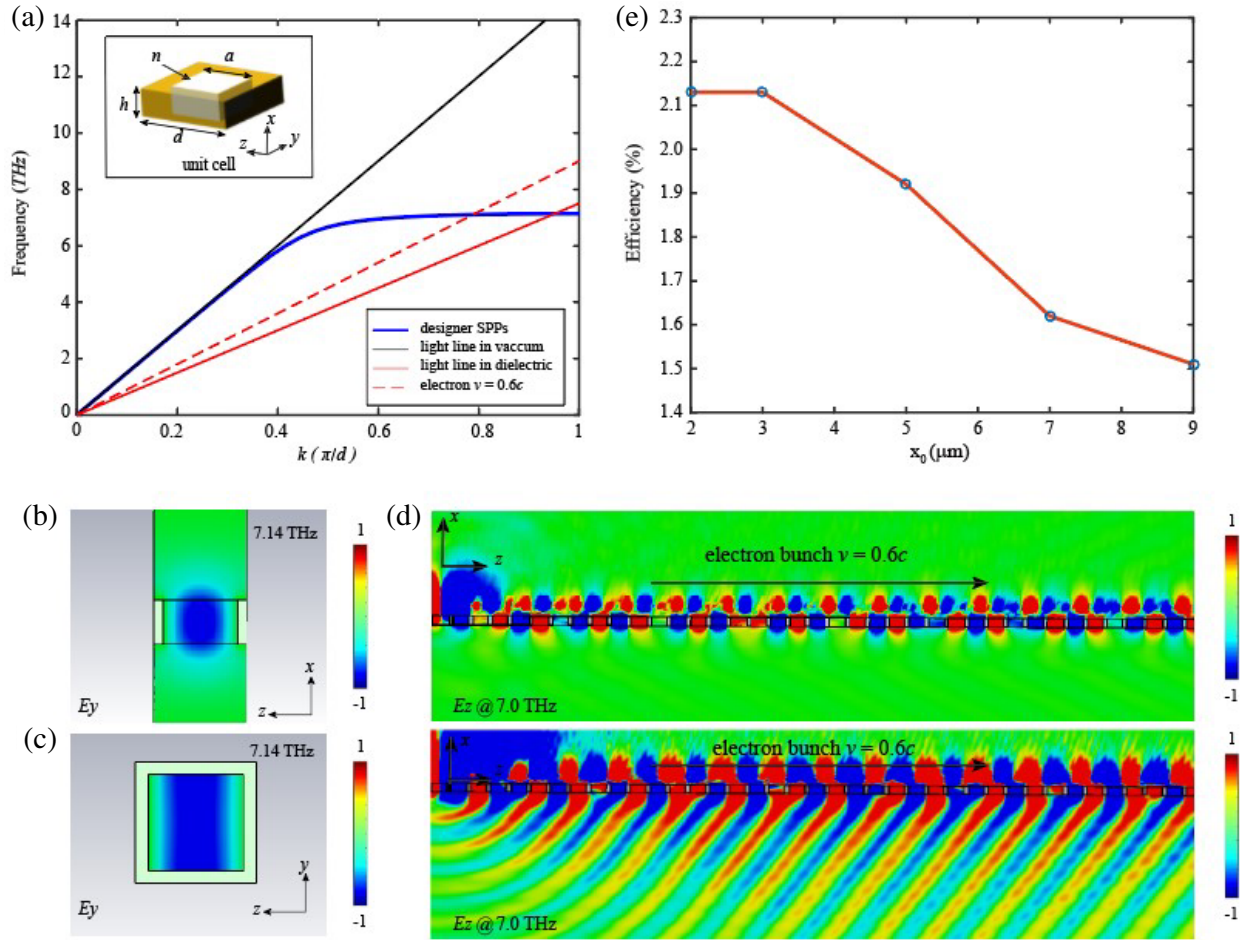 (a)
14
12
10
8
6
4
2
0
Frequency (THz)
0 0.2 0.4 0.6 0.8 1
k ( π/d )
n
a
h
d
x
y
z
unit cell
designer SPPs
light line in vaccum
light line in dielectric
electron v = 0.6c
(e)
2.3
2.2
2.1
2.0
1.9
1.8
1.7
1.6
1.5
1.4
Efficiency (%)
2 3 4 5 6 7 8 9
x0 (μm)
(b)
7.14 THz
x
z
Ey
1
-1
(c)
7.14 THz
y
z
Ey
1
-1
(d)
x
z
electron bunch v = 0.6c
Ez @ 7.0 THz
1
-1
x
z
electron bunch v = 0.6c
Ez @ 7.0 THz
1
-1